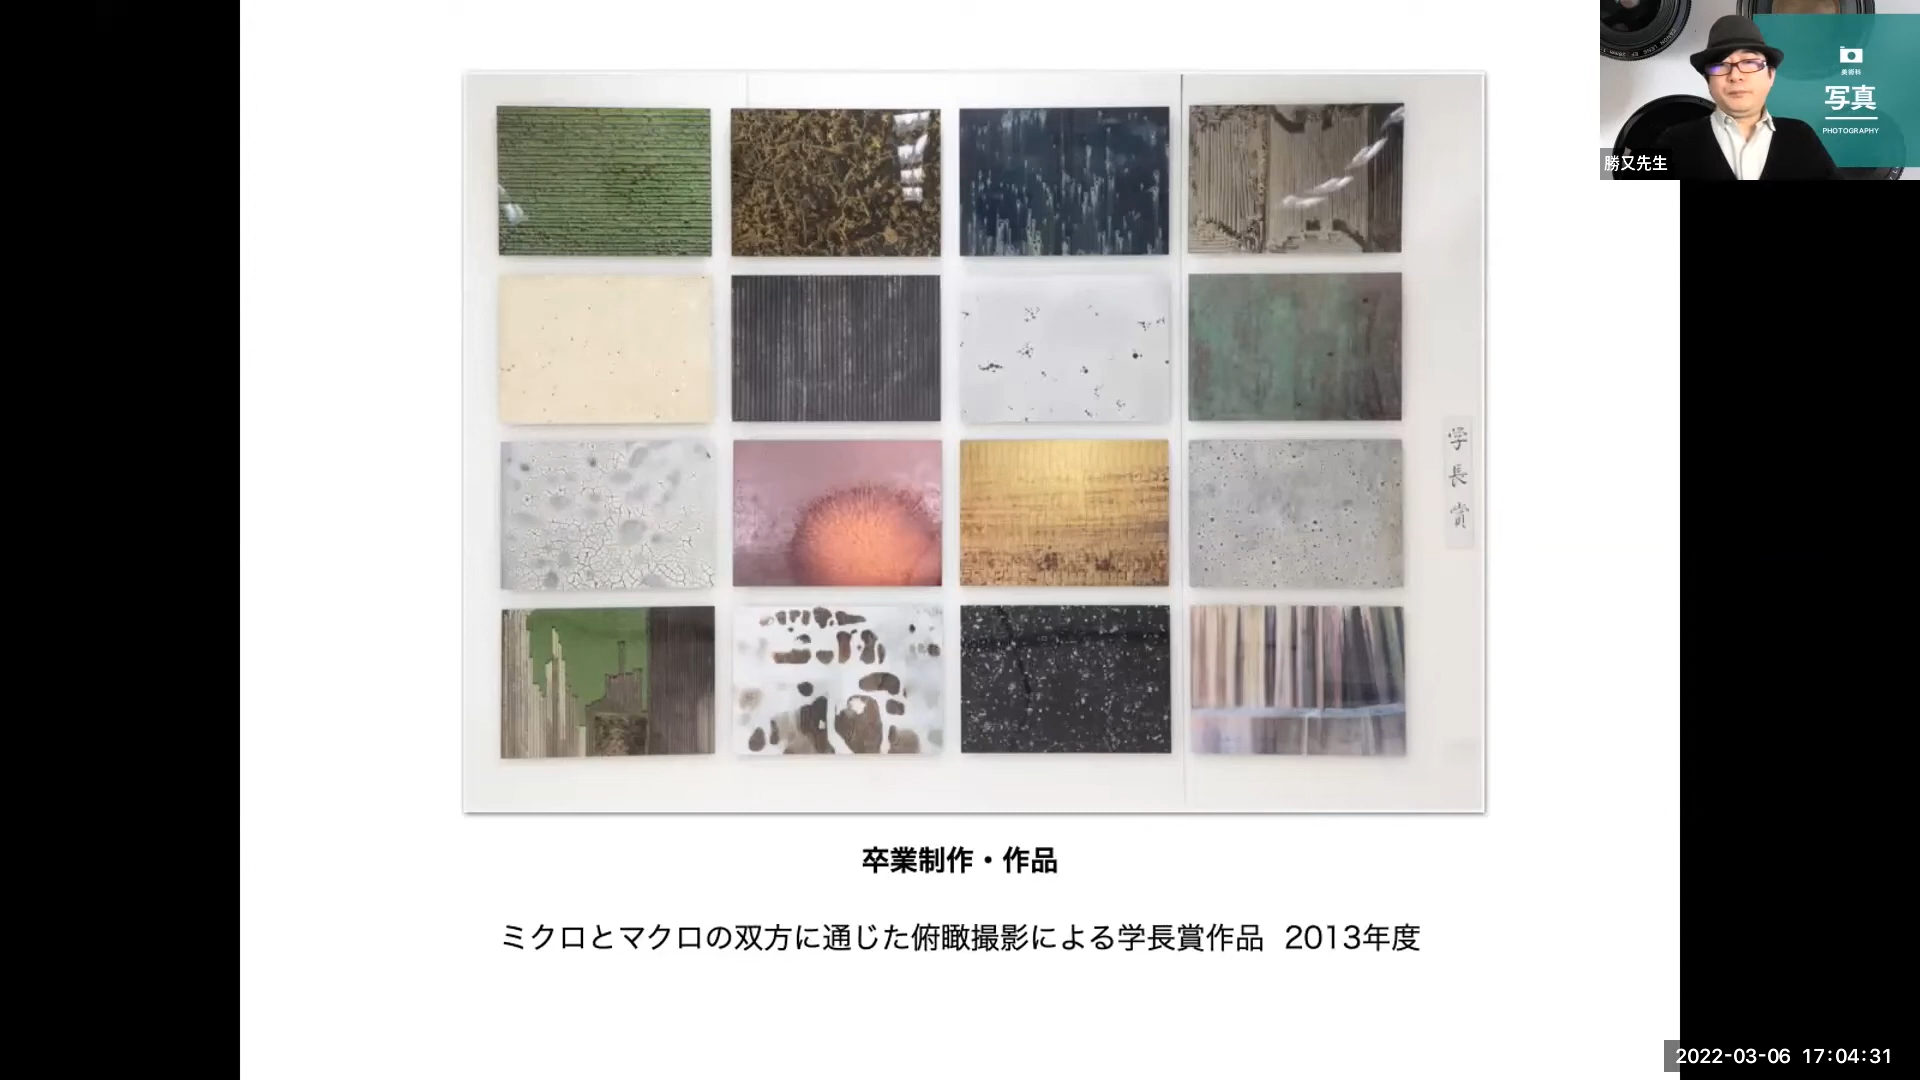 学長賞
卒業制作・作品
ミクロとマクロの双方に通じた俯瞰撮影による学長賞作品 2013年度
美術科
写真
PHOTOGRAPHY
勝又先生
2022-03-06 17:04:31